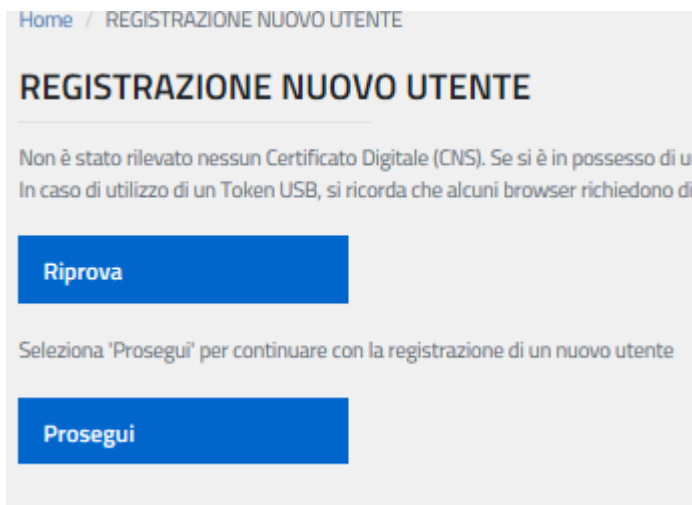 Home / REGISTRAZIONE NUOVO UTENTE
REGISTRAZIONE NUOVO UTENTE
Non è stato rilevato nessun Certificato Digitale (CNS). Se si è in possesso di
In caso di utilizzo di un Token USB, si ricorda che alcuni browser richiedono di
Riprova
Seleziona 'Prosegui' per continuare con la registrazione di un nuovo utente
Prosegui